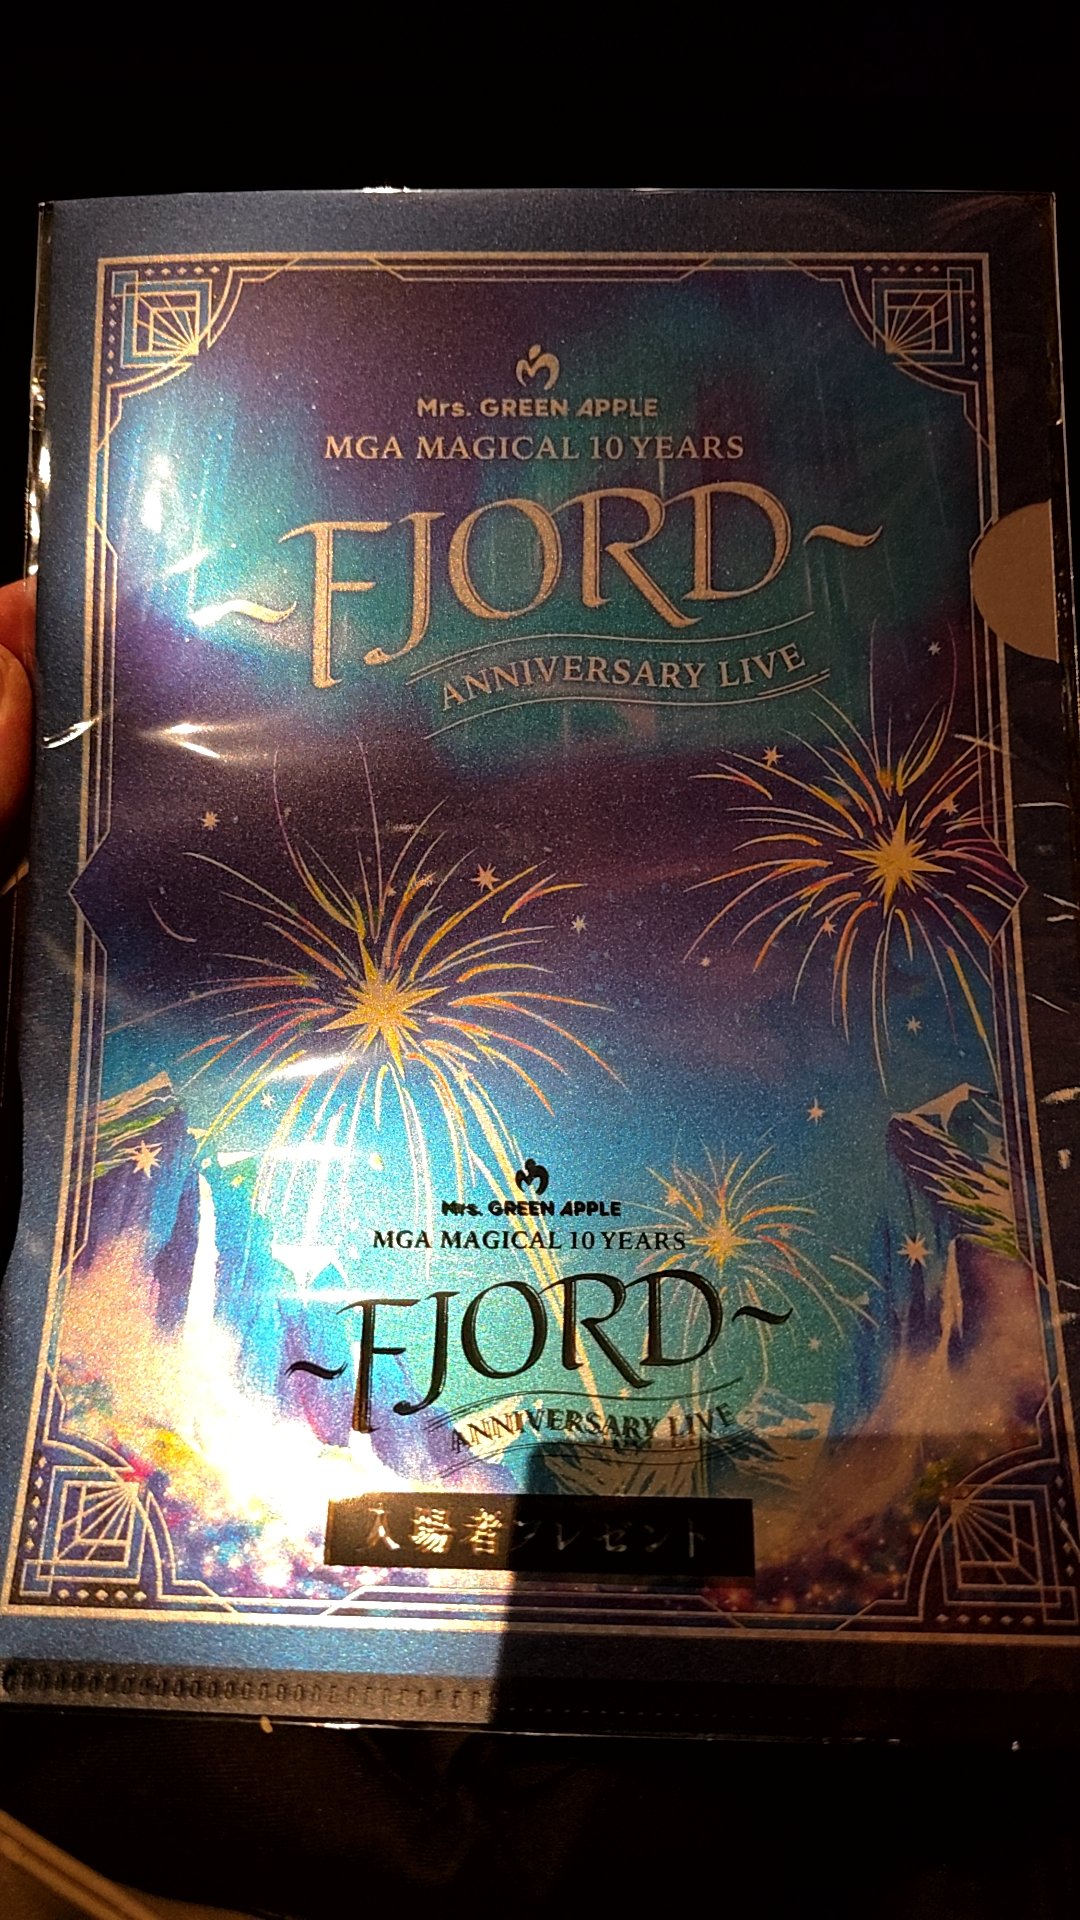 Mrs. GREEN APPLE
MGA MAGICAL 10 YEARS
~FJORD~
ANNIVERSARY LIVE
Mrs. GREEN APPLE
MGA MAGICAL 10 YEARS
~FJORD~
ANNIVERSARY LIVE
入場者プレゼント